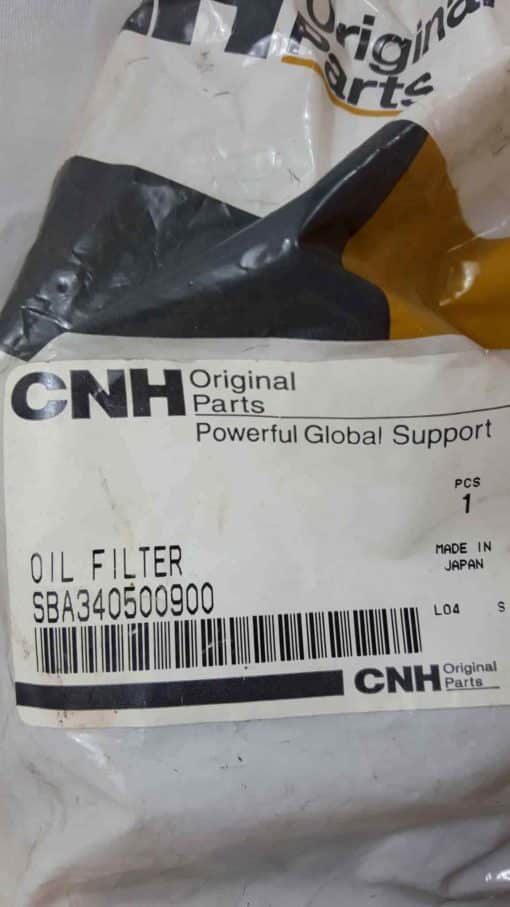 CNH Original
Parts
CNH Original
Parts
Powerful Global Support
PCS
1
OIL FILTER
MADE IN
JAPAN
SBA340500900
L04 S
CNH Original
Parts